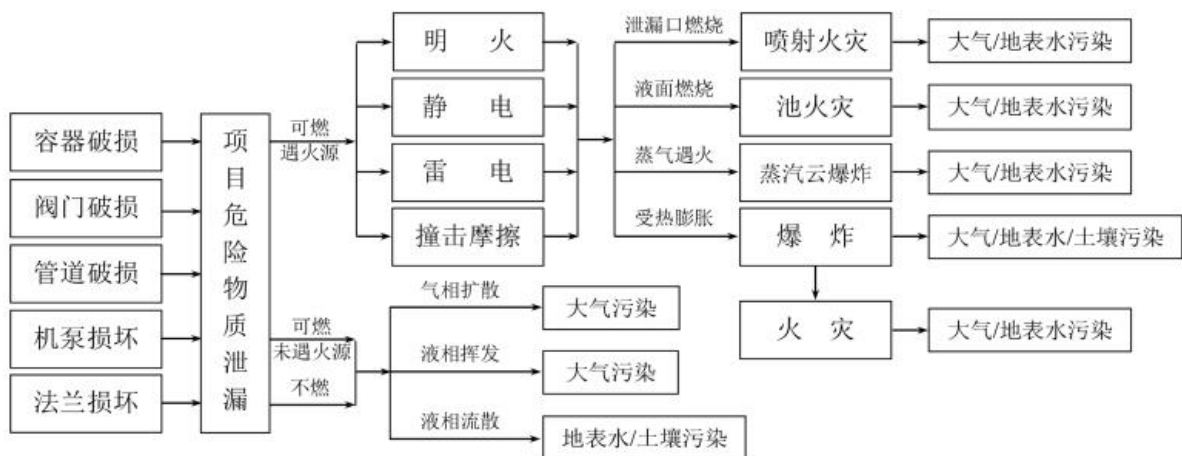 容器破损
阀门破损
管道破损
机泵损坏
法兰损坏
项目危险物质泄漏
可燃
遇火源
明 火
静 电
雷 电
撞击摩擦
泄漏口燃烧
喷射火灾
大气/地表水污染
液面燃烧
池火灾
大气/地表水污染
蒸气遇火
蒸汽云爆炸
大气/地表水污染
受热膨胀
爆 炸
大气/地表水/土壤污染
火 灾
大气/地表水污染
可燃
未遇火源
不燃
气相扩散
大气污染
液相挥发
大气污染
液相流散
地表水/土壤污染